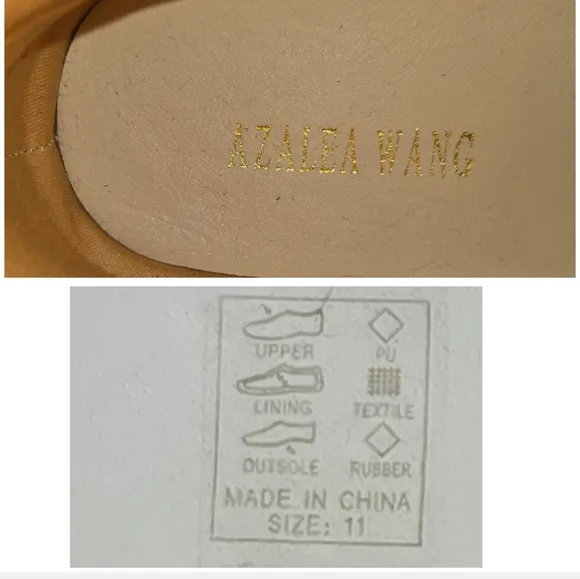 AZALEA WANG
UPPER PU
LINING TEXTILE
OUTSOLE RUBBER
MADE IN CHINA
SIZE: 11